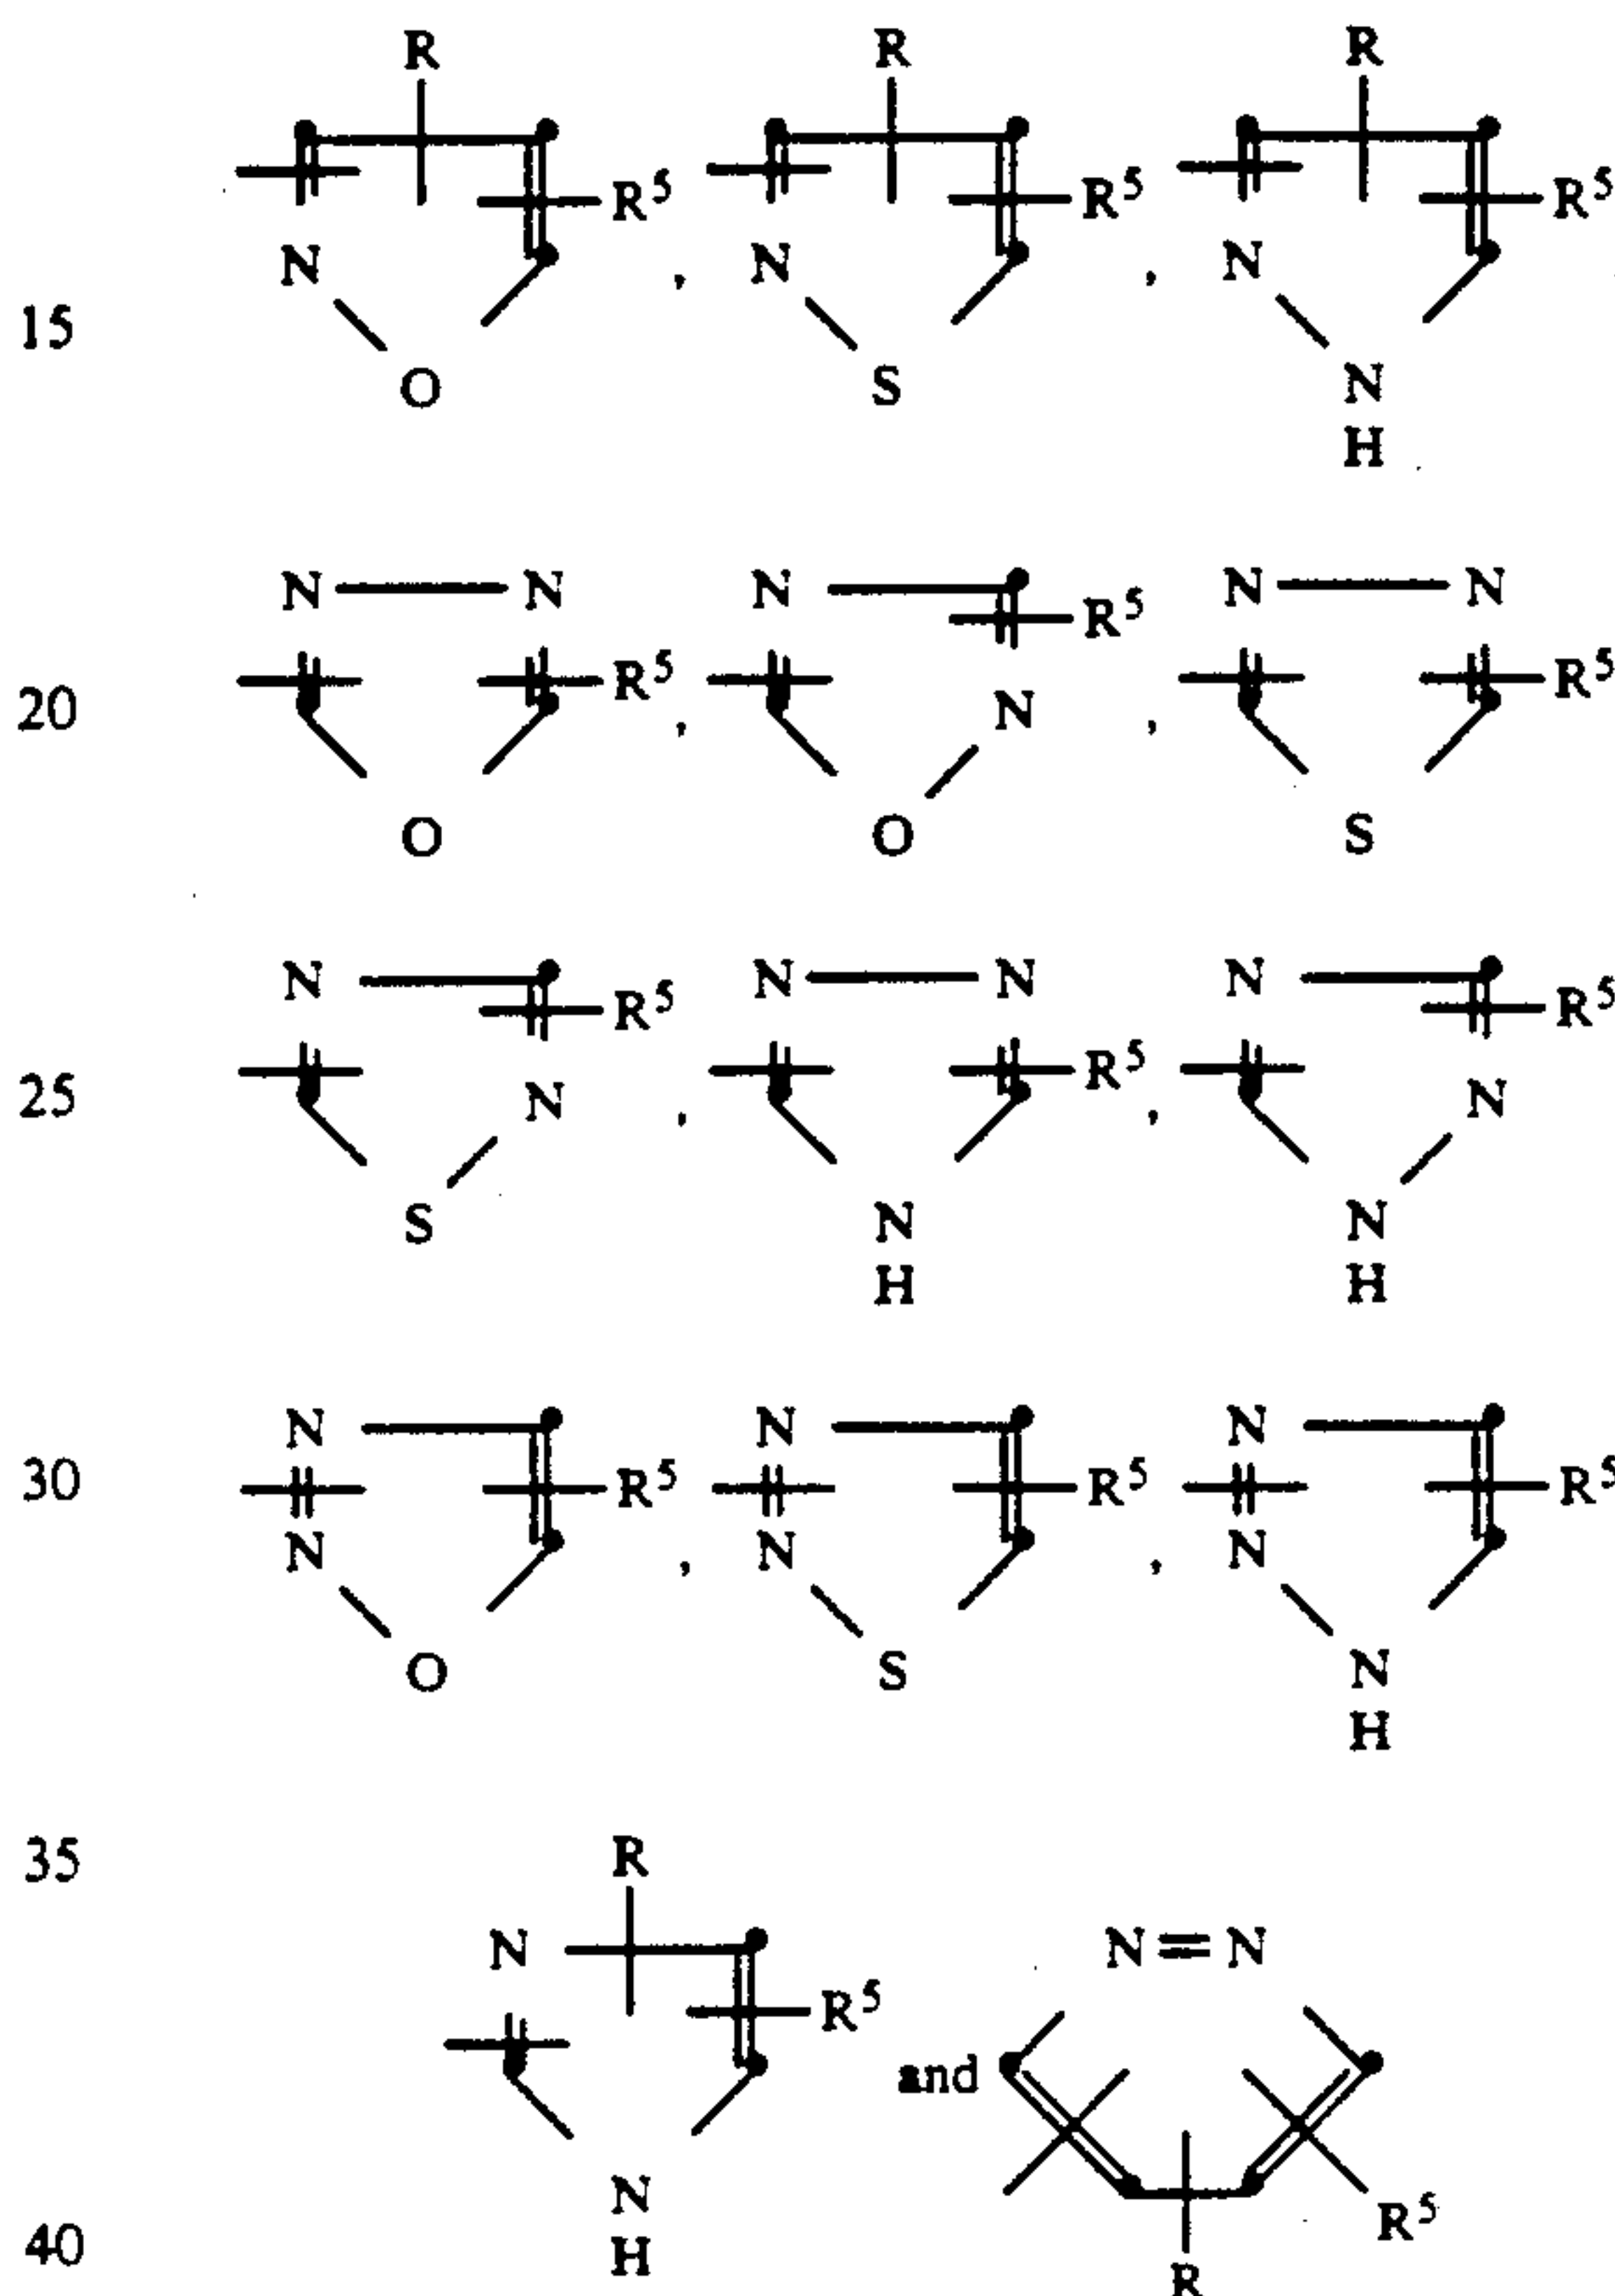 R R R
R⁵ R⁵ R⁵
N , N , N
15
O S N
H
N N N R⁵ N N
20 R⁵ , N , R⁵
O O S
N R⁵ N N N R⁵
25 N , R⁵ , N
S N N
H H
N N N
30 R⁵ R⁵ R⁵
N , N , N
O S N
H
35 R
N N=N
R⁵
and
N R⁵
40 H R